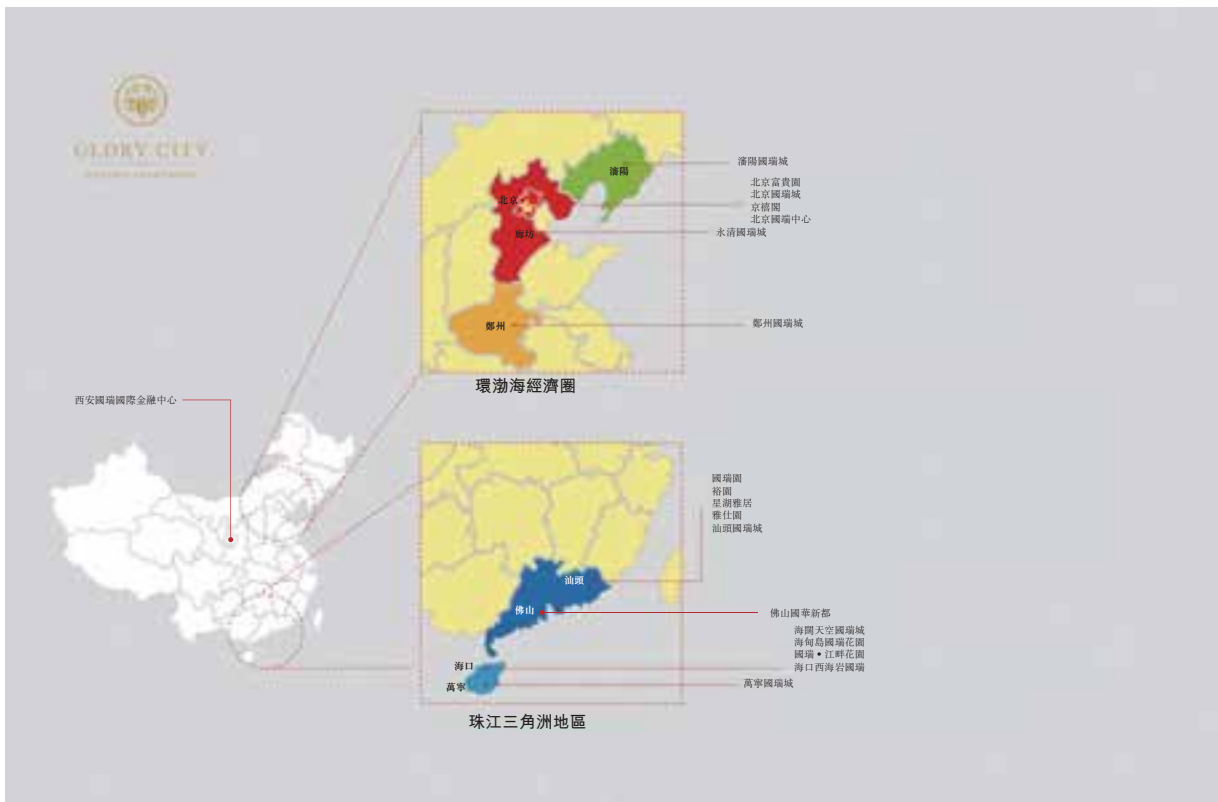 GLORY CITY
瀋陽
北京
廊坊
鄭州
瀋陽國瑞城
北京富貴園
北京國瑞城
京禧閣
北京國瑞中心
永清國瑞城
鄭州國瑞城
環渤海經濟圈
西安國瑞國際金融中心
汕頭
佛山
海口
萬寧
國瑞園
裕園
星湖雅居
雅仕園
汕頭國瑞城
佛山國華新都
海闊天空國瑞城
海甸島國瑞花園
國瑞•江畔花園
海口西海岩國瑞
萬寧國瑞城
珠江三角洲地區